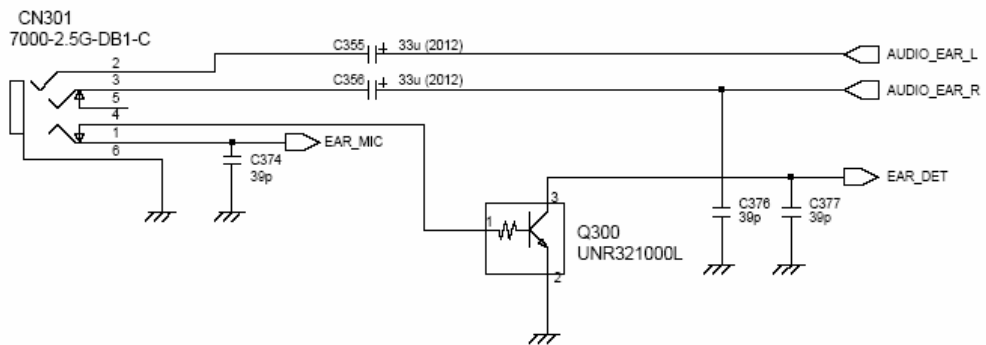 CN301
7000-2.5G-DB1-C
C355 + 33u (2012)
AUDIO_EAR_L
2
3
C356 + 33u (2012)
AUDIO_EAR_R
5
4
1
EAR_MIC
6
C374
39p
EAR_DET
3
C376
39p
C377
39p
1
Q300
UNR321000L
2